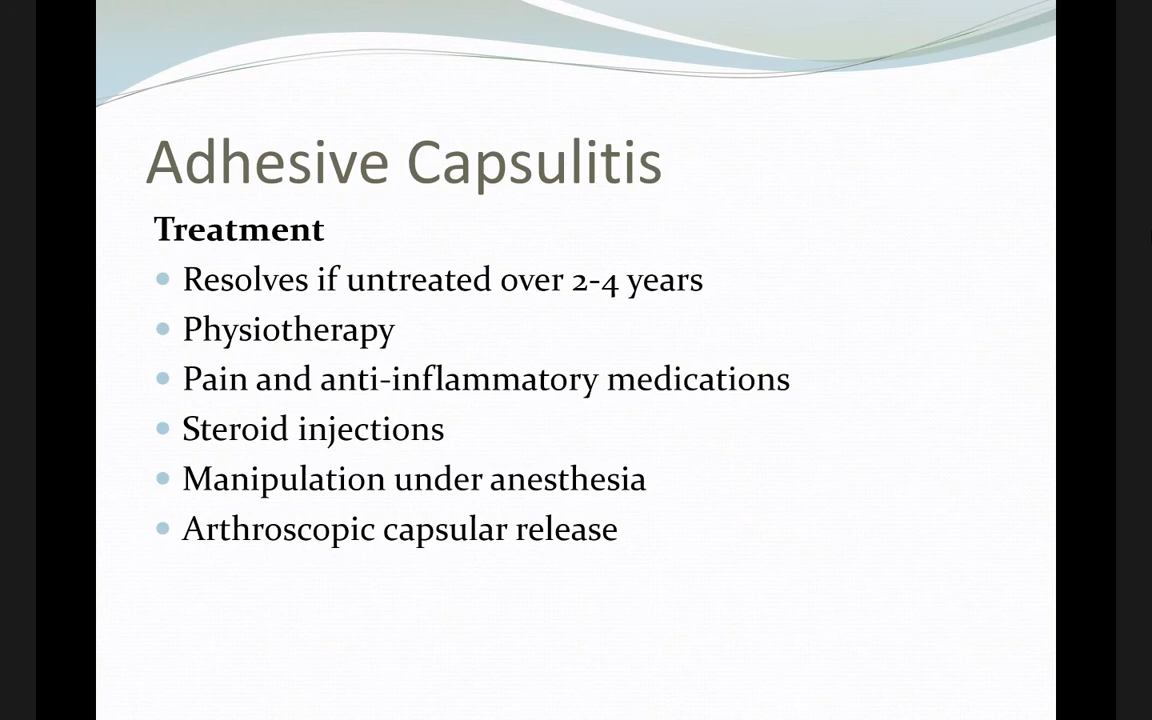 Adhesive Capsulitis
Treatment
• Resolves if untreated over 2-4 years
• Physiotherapy
• Pain and anti-inflammatory medications
• Steroid injections
• Manipulation under anesthesia
• Arthroscopic capsular release